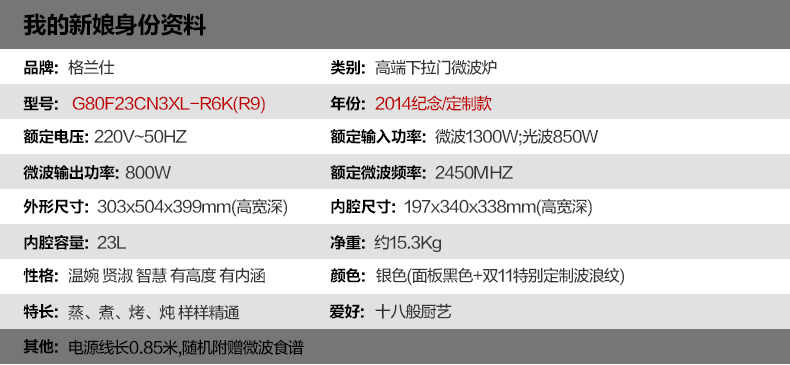 我的新娘身份资料
品牌: 格兰仕 类别: 高端下拉门微波炉
型号: G80F23CN3XL-R6K(R9) 年份: 2014纪念/定制款
额定电压: 220V~50HZ 额定输入功率: 微波1300W;光波850W
微波输出功率: 800W 额定微波频率: 2450MHZ
外形尺寸: 303x504x399mm(高宽深) 内腔尺寸: 197x340x338mm(高宽深)
内腔容量: 23L 净重: 约15.3Kg
性格: 温婉 贤淑 智慧 有高度 有内涵 颜色: 银色(面板黑色+双11特别定制波浪纹)
特长: 蒸、煮、烤、炖 样样精通 爱好: 十八般厨艺
其他: 电源线长0.85米,随机附赠微波食谱